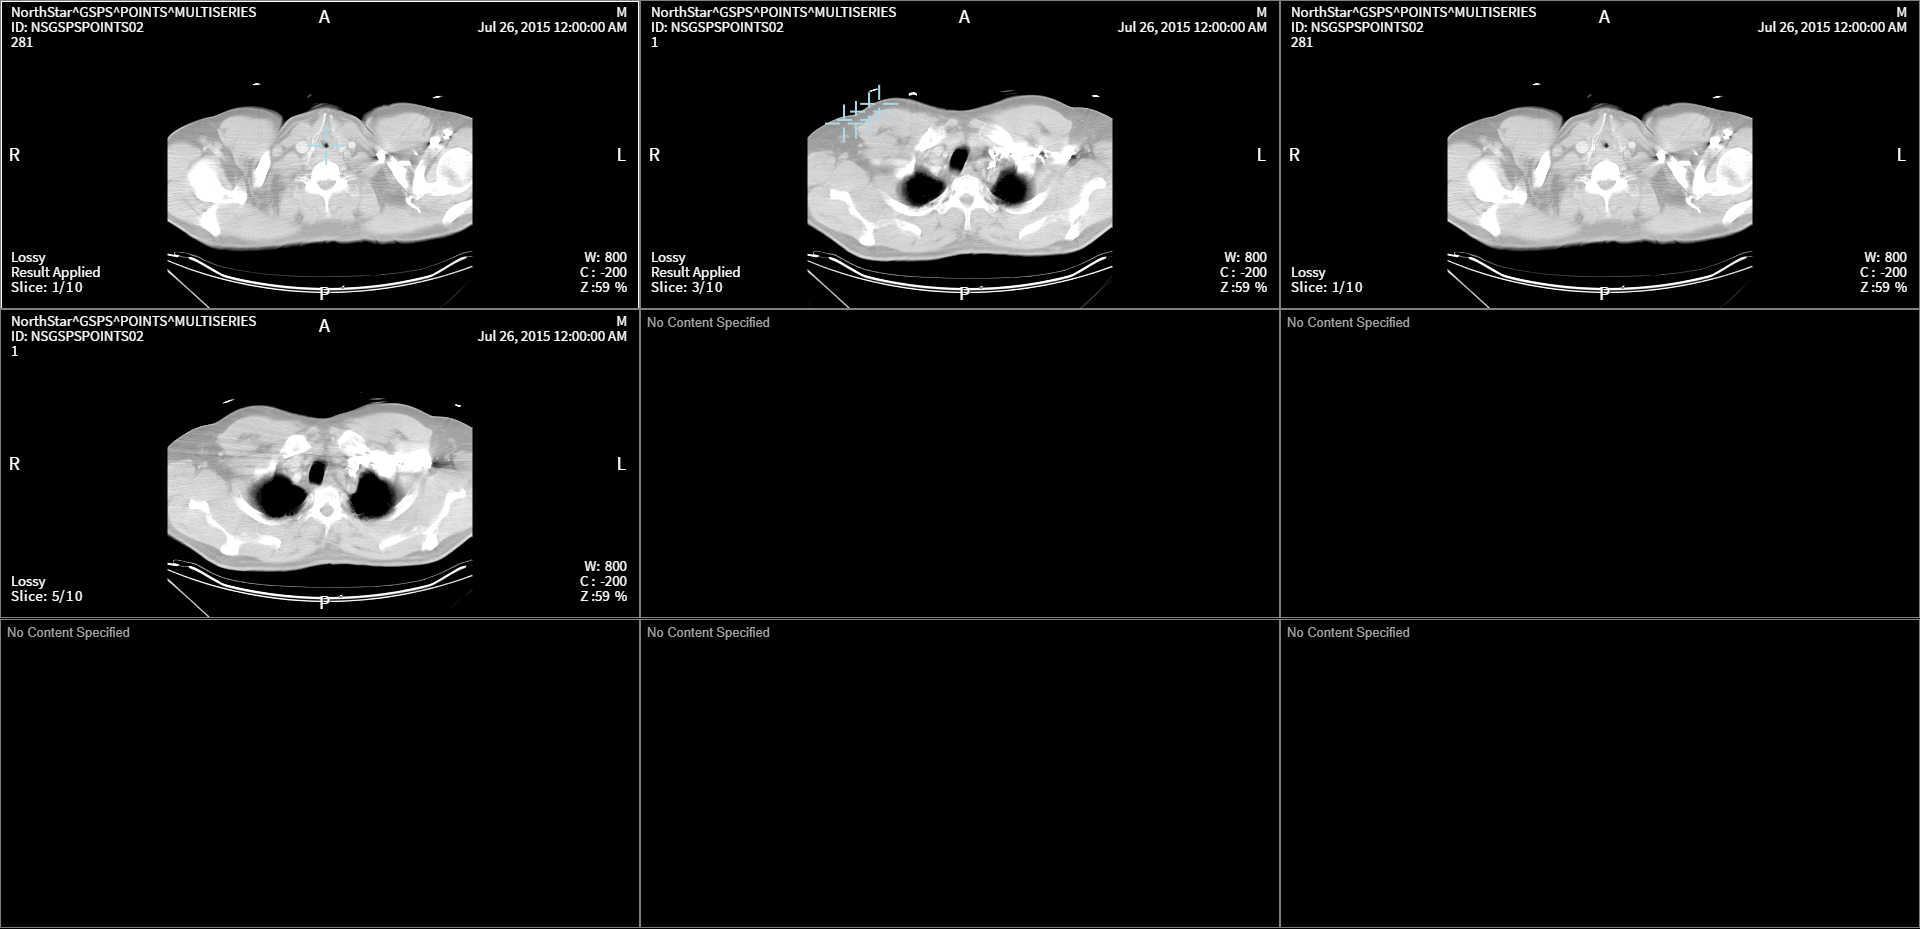 NorthStar^GSPS^POINTS^MULTISERIES
ID: NSGSPSPOINTS02
281
A
M
Jul 26, 2015 12:00:00 AM
R
L
Lossy
Result Applied
Slice: 1/10
P
W: 800
C : -200
Z :59 %
NorthStar^GSPS^POINTS^MULTISERIES
ID: NSGSPSPOINTS02
1
A
M
Jul 26, 2015 12:00:00 AM
R
L
Lossy
Result Applied
Slice: 3/10
P
W: 800
C : -200
Z :59 %
NorthStar^GSPS^POINTS^MULTISERIES
ID: NSGSPSPOINTS02
281
A
M
Jul 26, 2015 12:00:00 AM
R
L
Lossy
Slice: 1/10
P
W: 800
C : -200
Z :59 %
NorthStar^GSPS^POINTS^MULTISERIES
ID: NSGSPSPOINTS02
1
A
M
Jul 26, 2015 12:00:00 AM
R
L
Lossy
Slice: 5/10
P
W: 800
C : -200
Z :59 %
No Content Specified
No Content Specified
No Content Specified
No Content Specified
No Content Specified